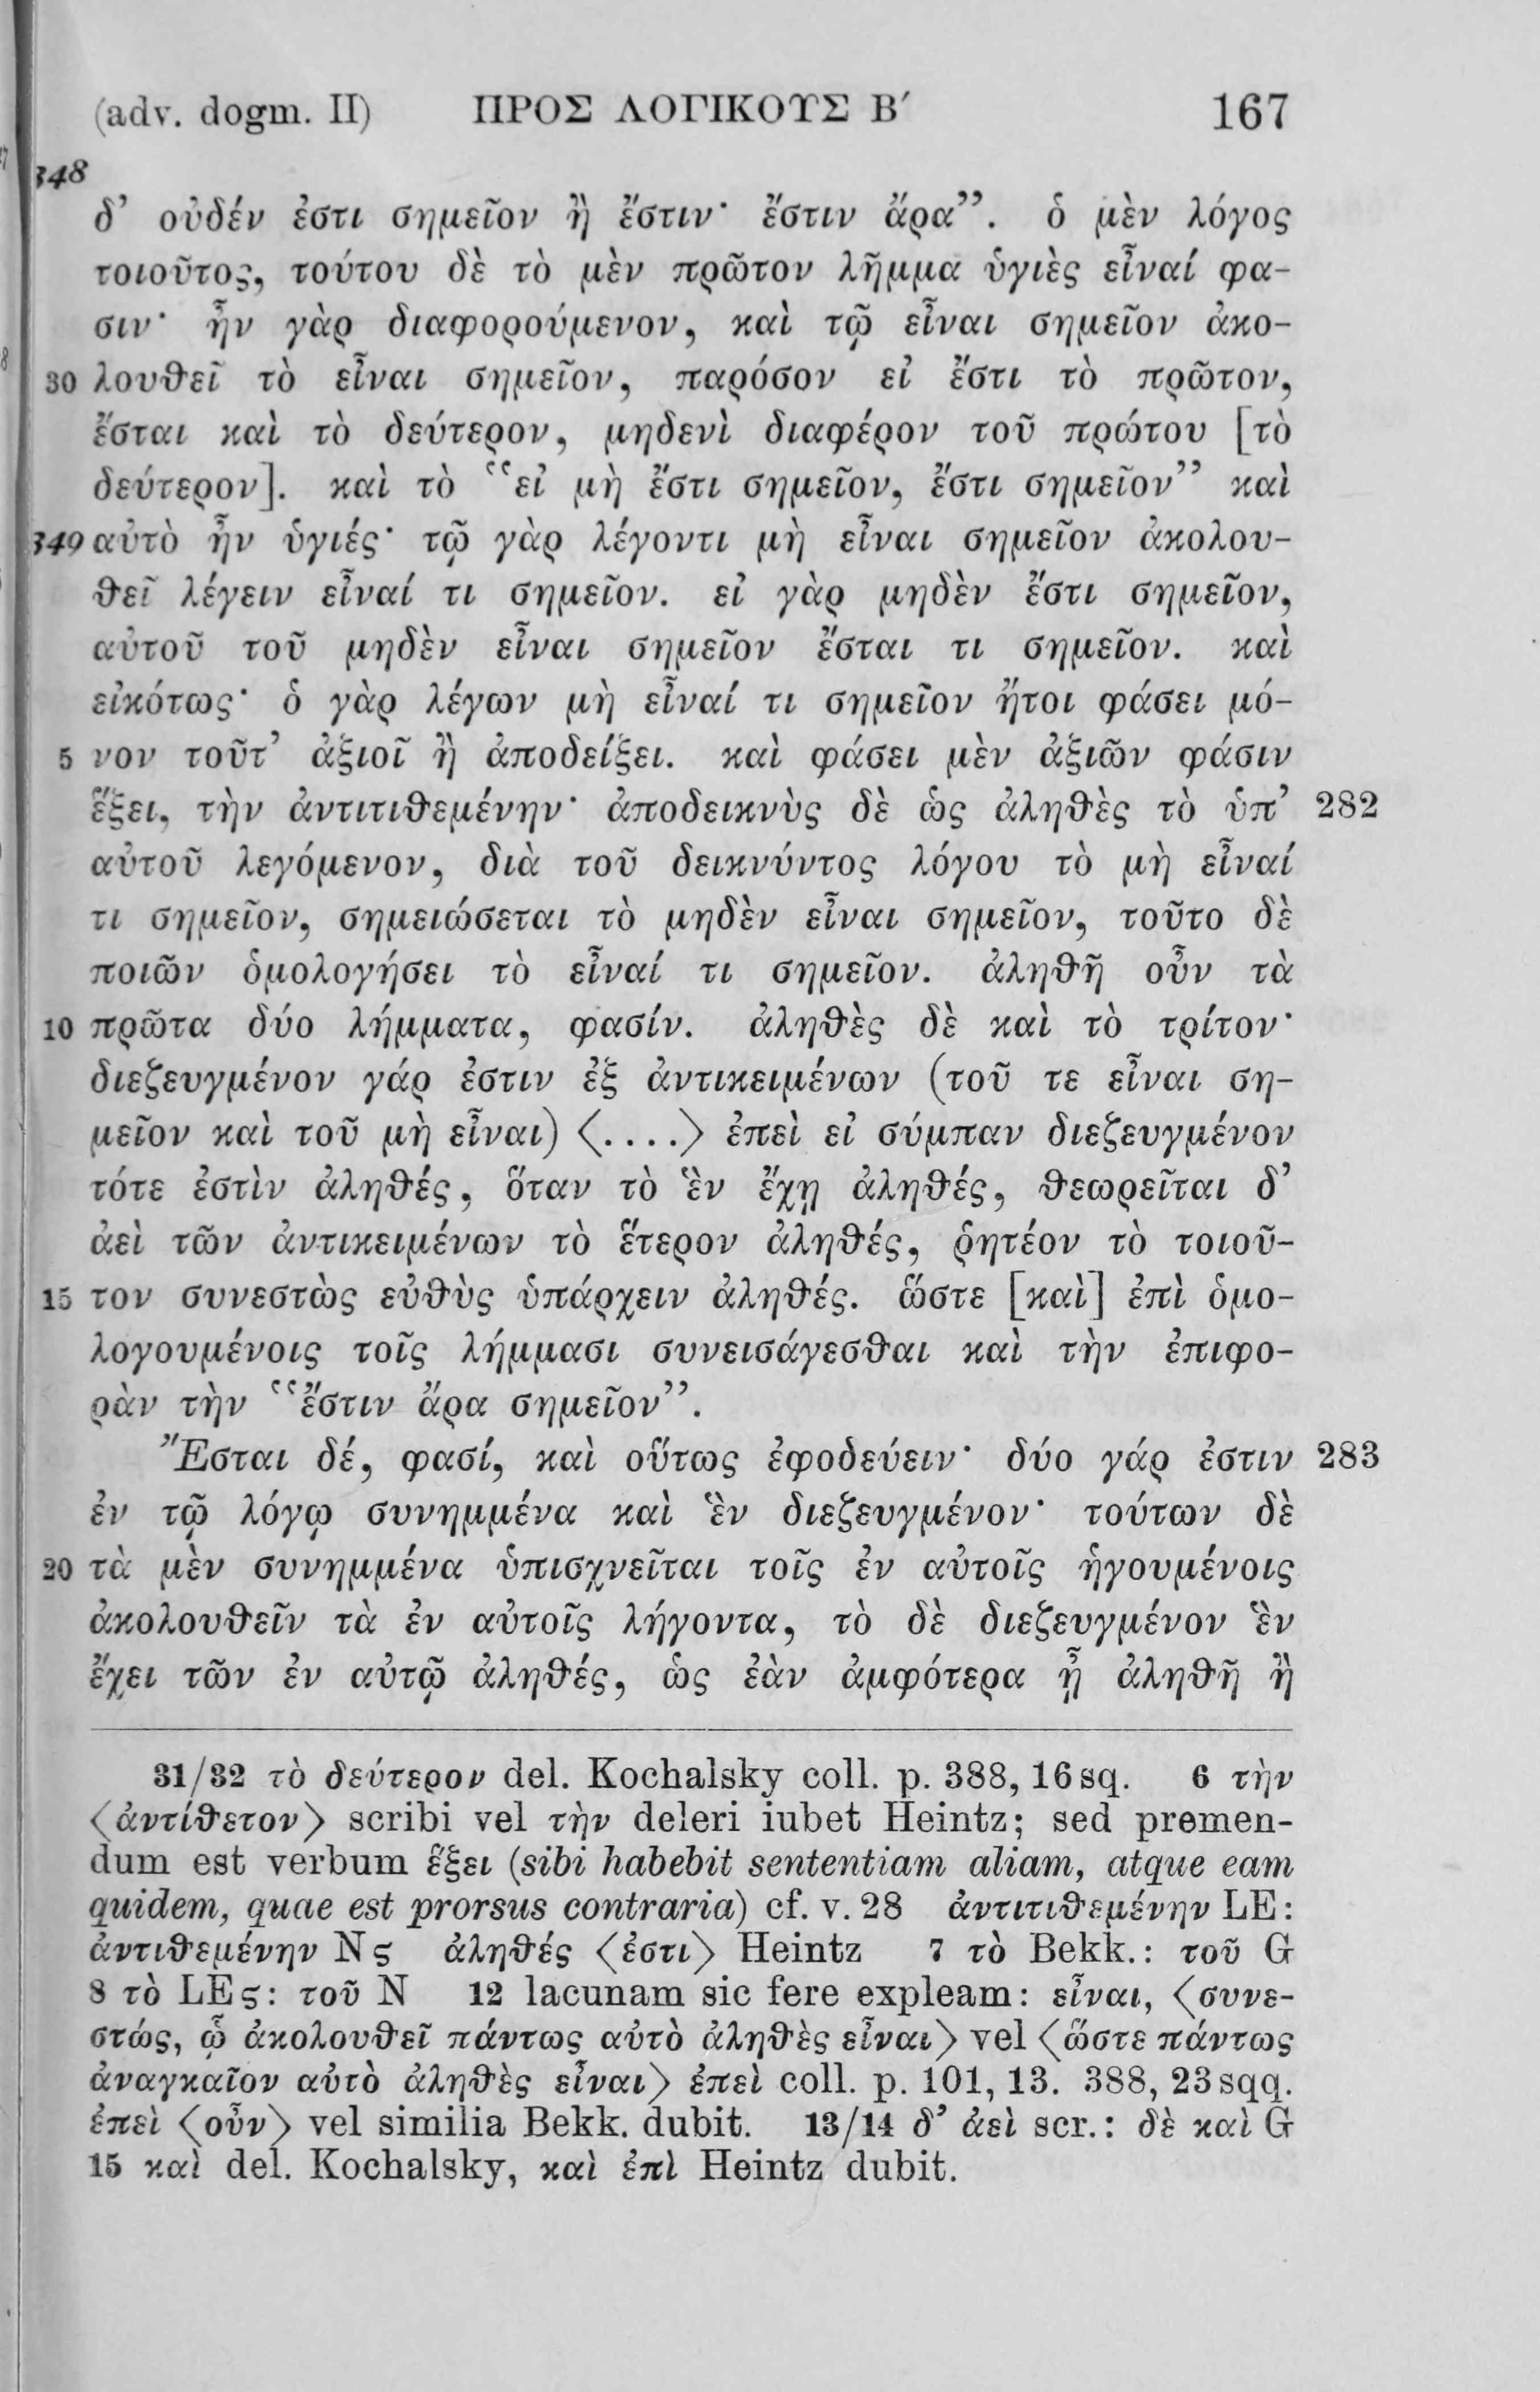 (adv. dogm. II) ΠΡΟΣ ΛΟΓΙΚΟΥΣ Β′ 167
348
δ’ οὐδέν ἐστι σημεῖον ἢ ἔστιν· ἔστιν ἄρα”. ὁ μὲν λόγος
τοιοῦτος, τούτου δὲ τὸ μὲν πρῶτον λῆμμα ὑγιὲς εἶναί φα-
σιν· ἦν γὰρ διαφορούμενον, καὶ τῷ εἶναι σημεῖον ἀκο-
30 λουθεῖ τὸ εἶναι σημεῖον, παρόσον εἰ ἔστι τὸ πρῶτον,
ἔσται καὶ τὸ δεύτερον, μηδενὶ διαφέρον τοῦ πρώτου [τὸ
δεύτερον]. καὶ τὸ “εἰ μὴ ἔστι σημεῖον, ἔστι σημεῖον” καὶ
349 αὐτὸ ἦν ὑγιές· τῷ γὰρ λέγοντι μὴ εἶναι σημεῖον ἀκολου-
θεῖ λέγειν εἶναί τι σημεῖον. εἰ γὰρ μηδὲν ἔστι σημεῖον,
αὐτοῦ τοῦ μηδὲν εἶναι σημεῖον ἔσται τι σημεῖον. καὶ
εἰκότως· ὁ γὰρ λέγων μὴ εἶναί τι σημεῖον ἤτοι φάσει μό-
5 νον τοῦτ’ ἀξιοῖ ἢ ἀποδείξει. καὶ φάσει μὲν ἀξιῶν φάσιν
ἕξει, τὴν ἀντιτιθεμένην· ἀποδεικνὺς δὲ ὡς ἀληθὲς τὸ ὑπ’ 282
αὐτοῦ λεγόμενον, διὰ τοῦ δεικνύντος λόγου τὸ μὴ εἶναί
τι σημεῖον, σημειώσεται τὸ μηδὲν εἶναι σημεῖον, τοῦτο δὲ
ποιῶν ὁμολογήσει τὸ εἶναί τι σημεῖον. ἀληθῆ οὖν τὰ
10 πρῶτα δύο λήμματα, φασίν. ἀληθὲς δὲ καὶ τὸ τρίτον·
διεζευγμένον γάρ ἐστιν ἐξ ἀντικειμένων (τοῦ τε εἶναι ση-
μεῖον καὶ τοῦ μὴ εἶναι) ⟨....⟩ ἐπεὶ εἰ σύμπαν διεζευγμένον
τότε ἐστὶν ἀληθές, ὅταν τὸ ἓν ἔχῃ ἀληθές, θεωρεῖται δ’
ἀεὶ τῶν ἀντικειμένων τὸ ἕτερον ἀληθές, ῥητέον τὸ τοιοῦ-
15 τον συνεστὼς εὐθὺς ὑπάρχειν ἀληθές. ὥστε [καὶ] ἐπὶ ὁμο-
λογουμένοις τοῖς λήμμασι συνεισάγεσθαι καὶ τὴν ἐπιφο-
ρὰν τὴν “ἔστιν ἄρα σημεῖον”.
Ἔσται δέ, φασί, καὶ οὕτως ἐφοδεύειν· δύο γάρ ἐστιν 283
ἐν τῷ λόγῳ συνημμένα καὶ ἓν διεζευγμένον· τούτων δὲ
20 τὰ μὲν συνημμένα ὑπισχνεῖται τοῖς ἐν αὐτοῖς ἡγουμένοις
ἀκολουθεῖν τὰ ἐν αὐτοῖς λήγοντα, τὸ δὲ διεζευγμένον ἓν
ἔχει τῶν ἐν αὐτῷ ἀληθές, ὡς ἐὰν ἀμφότερα ᾖ ἀληθῆ ἢ
31/32 τὸ δεύτερον del. Kochalsky coll. p. 388, 16 sq. 6 τὴν
⟨ἀντίθετον⟩ scribi vel τὴν deleri iubet Heintz; sed premen-
dum est verbum ἕξει (sibi habebit sententiam aliam, atque eam
quidem, quae est prorsus contraria) cf. v. 28 ἀντιτιθεμένην LE:
ἀντιθεμένην N ς ἀληθές ⟨ἐστι⟩ Heintz 7 τὸ Bekk.: τοῦ G
8 τὸ LE ς: τοῦ N 12 lacunam sic fere expleam: εἶναι, ⟨συνε-
στώς, ᾧ ἀκολουθεῖ πάντως αὐτὸ ἀληθὲς εἶναι⟩ vel ⟨ὥστε πάντως
ἀναγκαῖον αὐτὸ ἀληθὲς εἶναι⟩ ἐπεὶ coll. p. 101, 13. 388, 23 sqq.
ἐπεὶ ⟨οὖν⟩ vel similia Bekk. dubit. 13/14 δ’ ἀεὶ scr.: δὲ καὶ G
15 καὶ del. Kochalsky, καὶ ἐπὶ Heintz dubit.